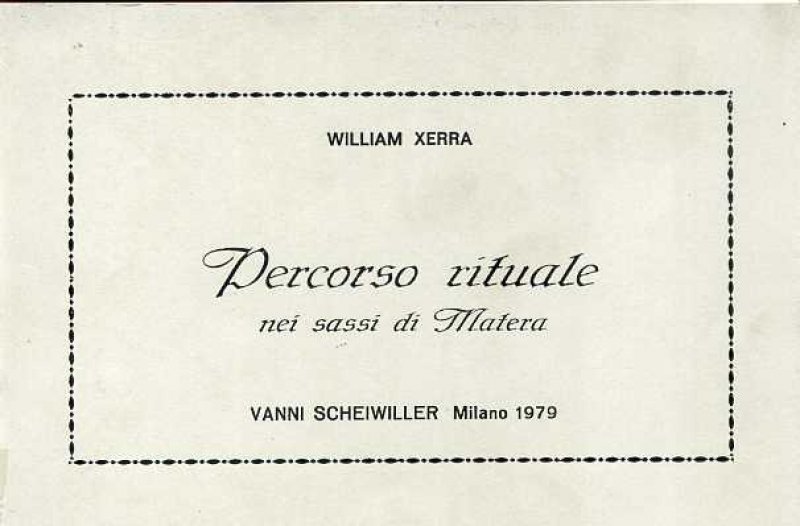 WILLIAM XERRA
Percorso rituale
nei sassi di Matera
VANNI SCHEIWILLER Milano 1979